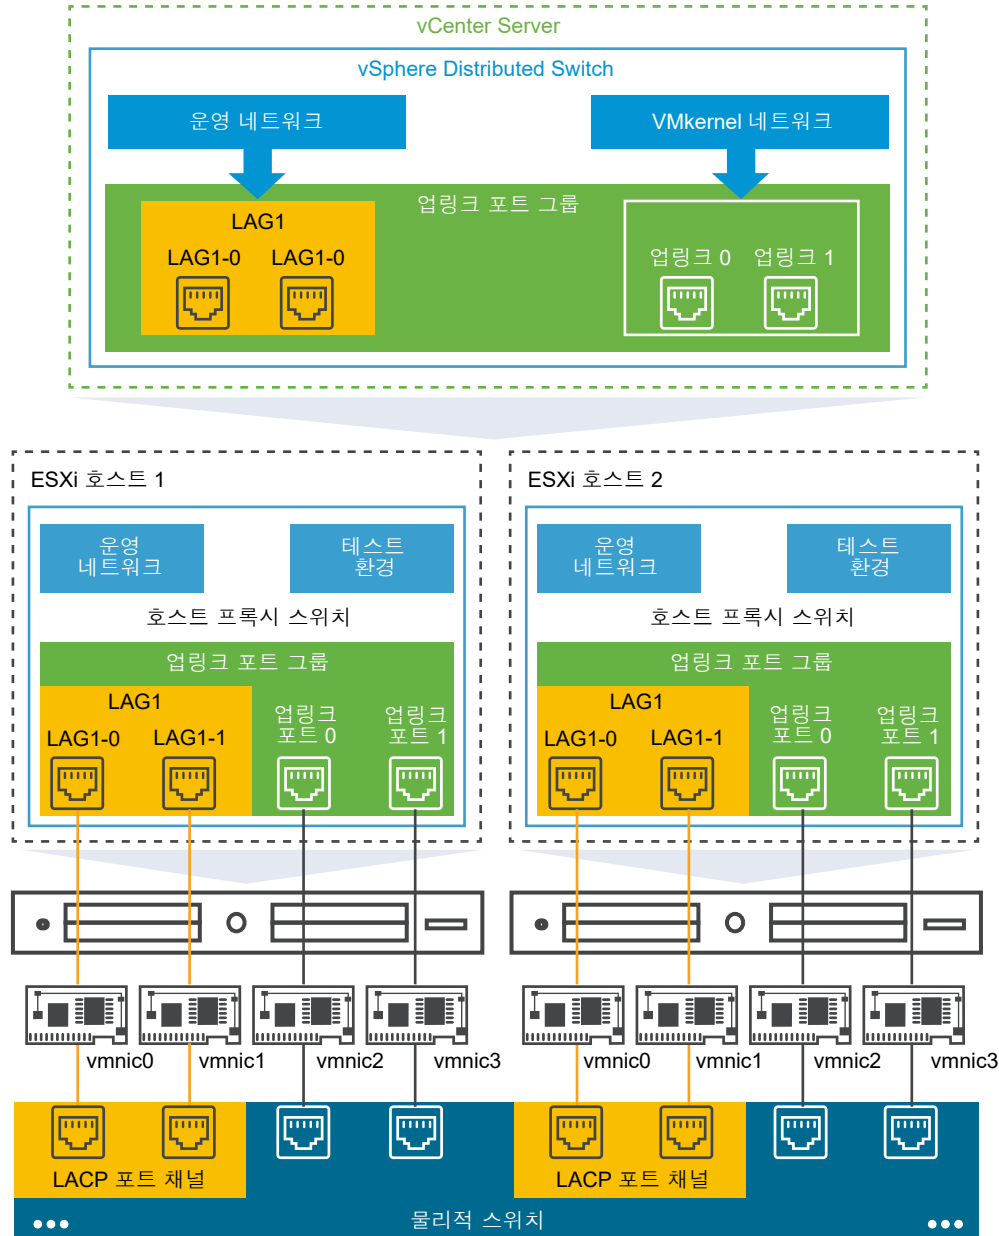 vCenter Server
vSphere Distributed Switch
운영 네트워크
VMkernel 네트워크
업링크 포트 그룹
LAG1
LAG1-0 LAG1-0
업링크 0 업링크 1
ESXi 호스트 1
운영
네트워크
테스트
환경
호스트 프록시 스위치
업링크 포트 그룹
LAG1
LAG1-0 LAG1-1
업링크
포트 0
업링크
포트 1
ESXi 호스트 2
운영
네트워크
테스트
환경
호스트 프록시 스위치
업링크 포트 그룹
LAG1
LAG1-0 LAG1-1
업링크
포트 0
업링크
포트 1
vmnic0 vmnic1 vmnic2 vmnic3
vmnic0 vmnic1 vmnic2 vmnic3
LACP 포트 채널
LACP 포트 채널
물리적 스위치